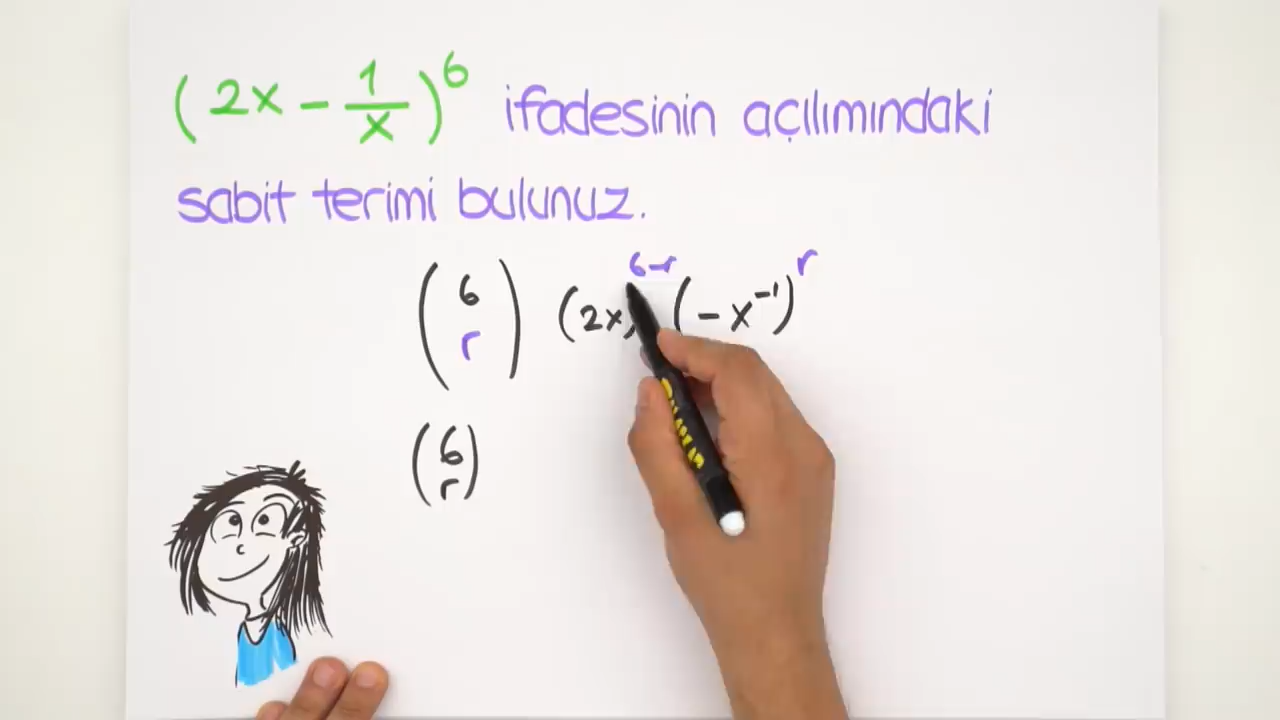 (2x - 1/x)^6 ifadesinin açılımındaki
sabit terimi bulunuz.
(6 r) (2x)^6-r (-x^-1)^r
(6 r)